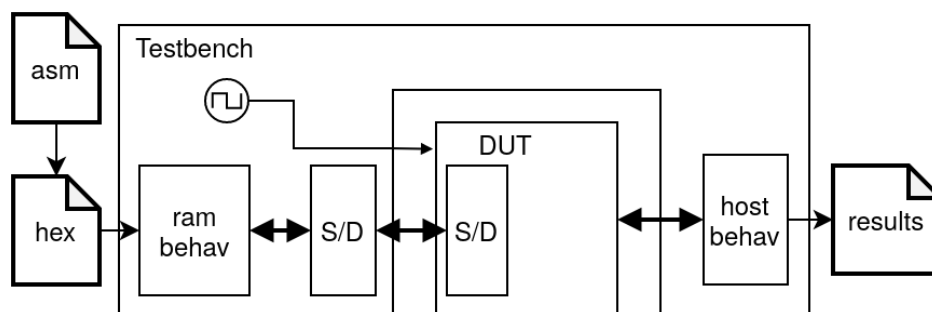 asm
Testbench
DUT
hex
ram
behav
S/D
S/D
host
behav
results